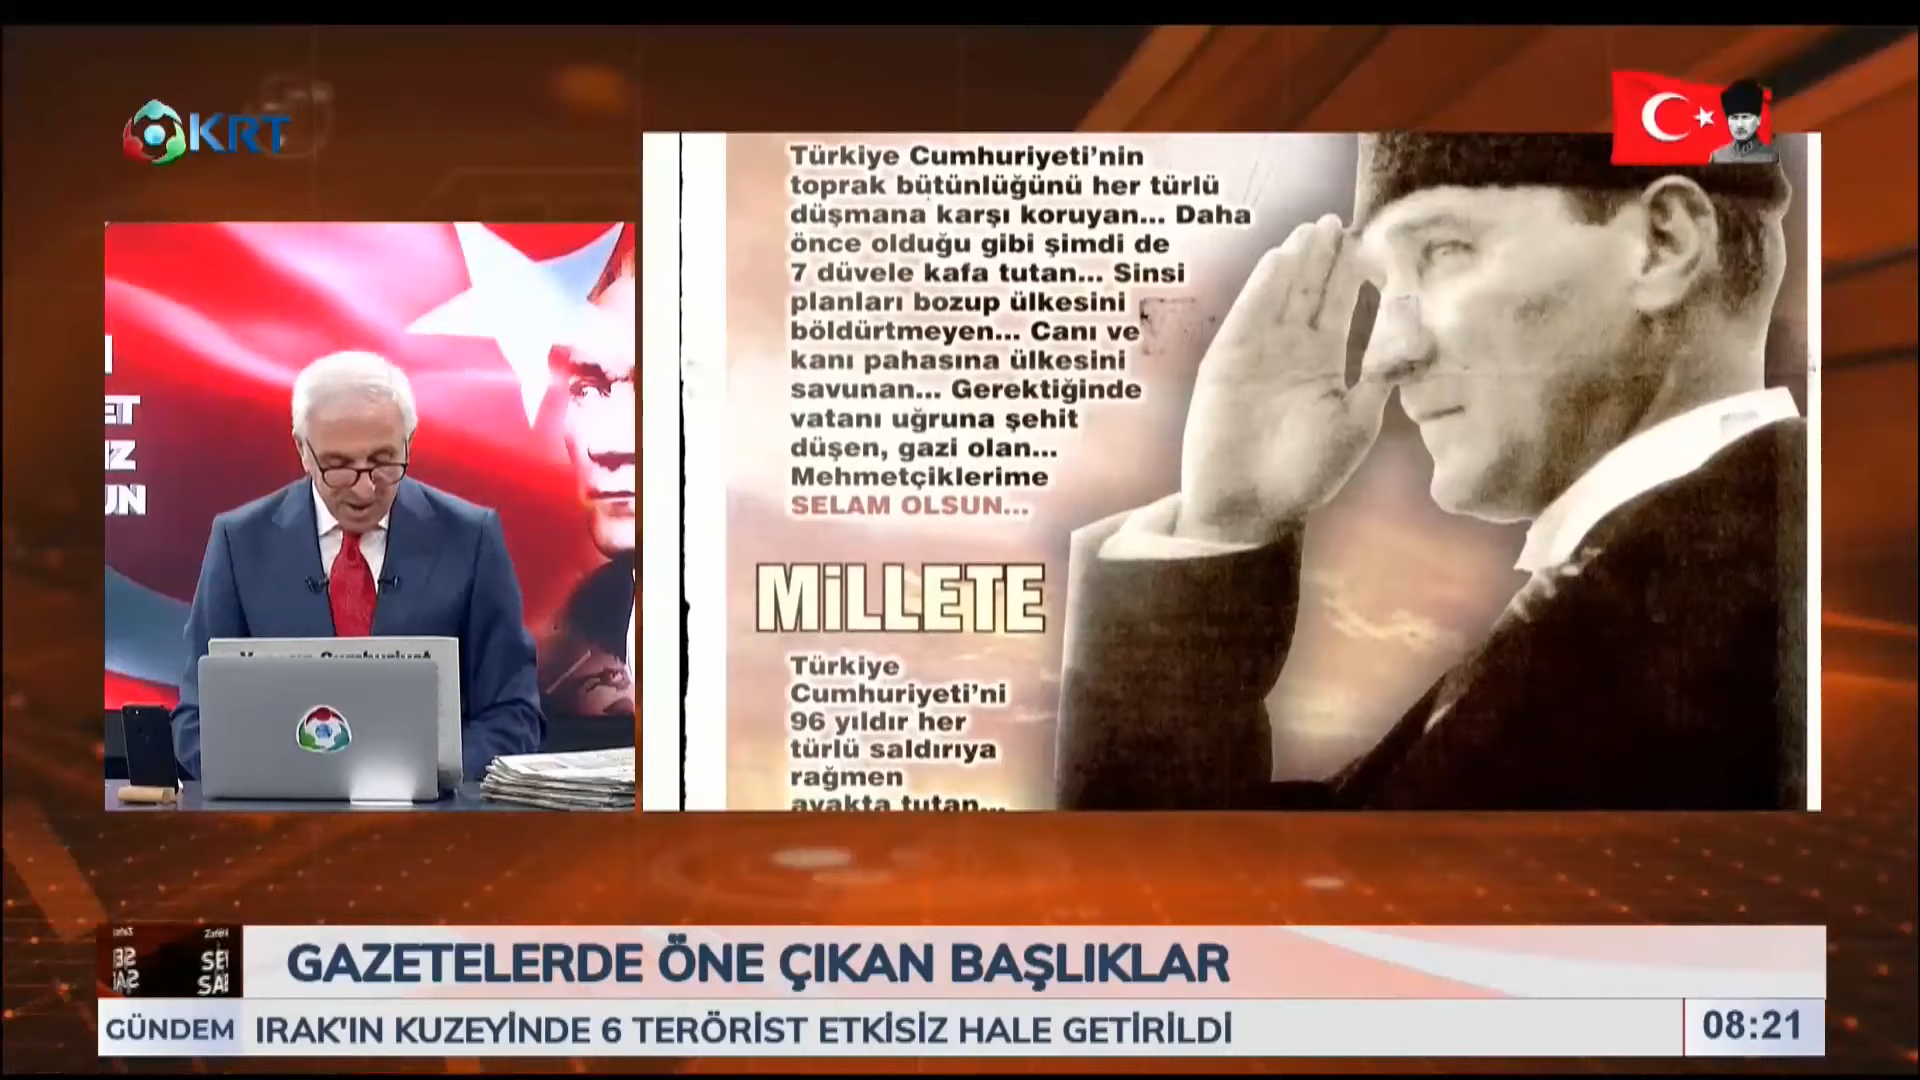 KRT
Türkiye Cumhuriyeti'nin
toprak bütünlüğünü her türlü
düşmana karşı koruyan... Daha
önce olduğu gibi şimdi de
7 düvele kafa tutan... Sinsi
planları bozup ülkesini
böldürtmeyen... Canı ve
kanı pahasına ülkesini
savunan... Gerektiğinde
vatanı uğruna şehit
düşen, gazi olan...
Mehmetçiklerime
SELAM OLSUN...
MiLLETE
Türkiye
Cumhuriyeti'ni
96 yıldır her
türlü saldırıya
rağmen
ayakta tutan...
GAZETELERDE ÖNE ÇIKAN BAŞLIKLAR
GÜNDEM IRAK'IN KUZEYİNDE 6 TERÖRİST ETKİSİZ HALE GETİRİLDİ
08:21